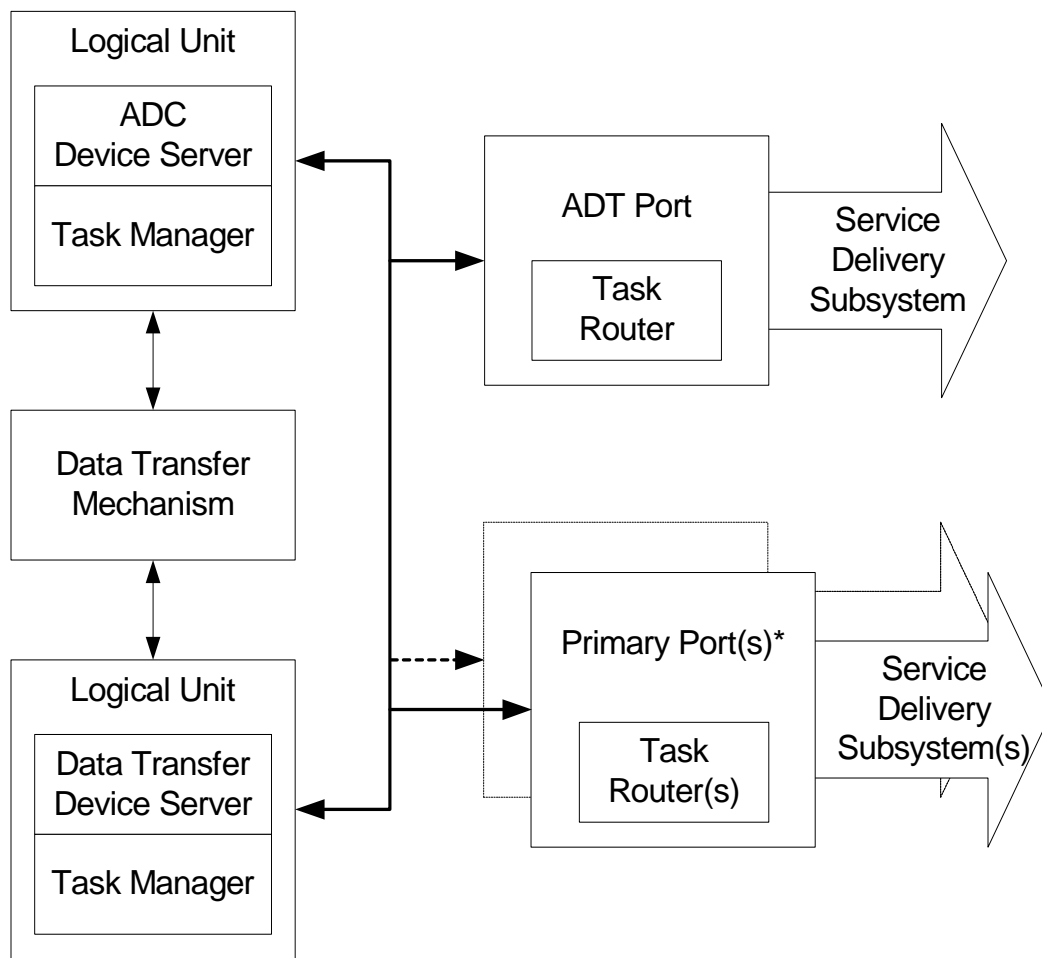 Logical Unit
ADC
Device Server
Task Manager
ADT Port
Task
Router
Service
Delivery
Subsystem
Data Transfer
Mechanism
Logical Unit
Data Transfer
Device Server
Task Manager
Primary Port(s)*
Task
Router(s)
Service
Delivery
Subsystem(s)